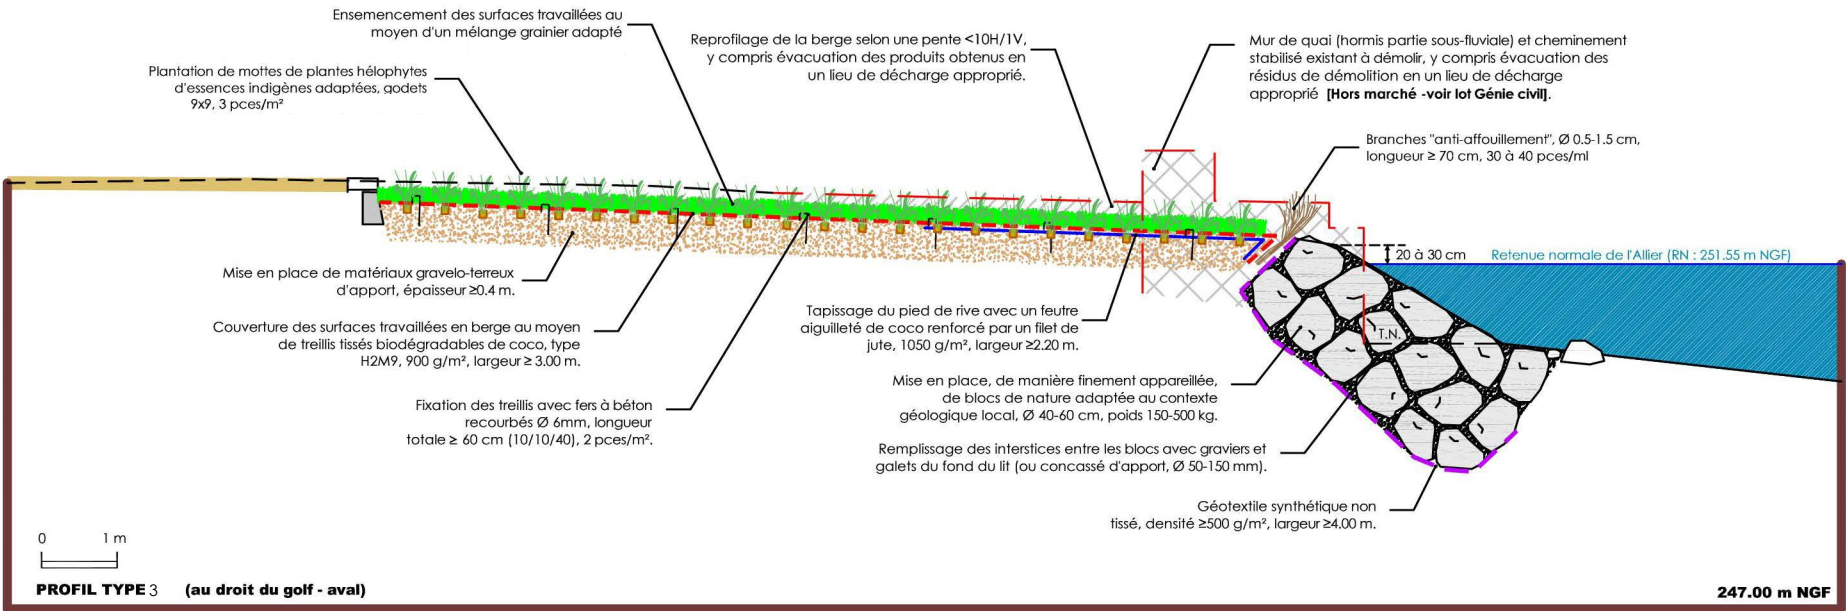 Ensemencement des surfaces travaillées au
moyen d'un mélange grainier adapté
Plantation de mottes de plantes hélophytes
d'essences indigènes adaptées, godets
9x9, 3 pces/m²
Reprofilage de la berge selon une pente <10H/1V,
y compris évacuation des produits obtenus en
un lieu de décharge approprié.
Mur de quai (hormis partie sous-fluviale) et cheminement
stabilisé existant à démolir, y compris évacuation des
résidus de démolition en un lieu de décharge
approprié [Hors marché -voir lot Génie civil].
Branches "anti-affouillement", Ø 0.5-1.5 cm,
longueur ≥ 70 cm, 30 à 40 pces/ml
20 à 30 cm
Retenue normale de l'Allier (RN : 251.55 m NGF)
Mise en place de matériaux gravelo-terreux
d'apport, épaisseur ≥0.4 m.
Couverture des surfaces travaillées en berge au moyen
de treillis tissés biodégradables de coco, type
H2M9, 900 g/m², largeur ≥ 3.00 m.
Fixation des treillis avec fers à béton
recourbés Ø 6mm, longueur
totale ≥ 60 cm (10/10/40), 2 pces/m².
Tapissage du pied de rive avec un feutre
aiguilleté de coco renforcé par un filet de
jute, 1050 g/m², largeur ≥2.20 m.
T.N.
Mise en place, de manière finement appareillée,
de blocs de nature adaptée au contexte
géologique local, Ø 40-60 cm, poids 150-500 kg.
Remplissage des interstices entre les blocs avec graviers et
galets du fond du lit (ou concassé d'apport, Ø 50-150 mm).
Géotextile synthétique non
tissé, densité ≥500 g/m², largeur ≥4.00 m.
0 1 m
PROFIL TYPE 3 (au droit du golf - aval)
247.00 m NGF